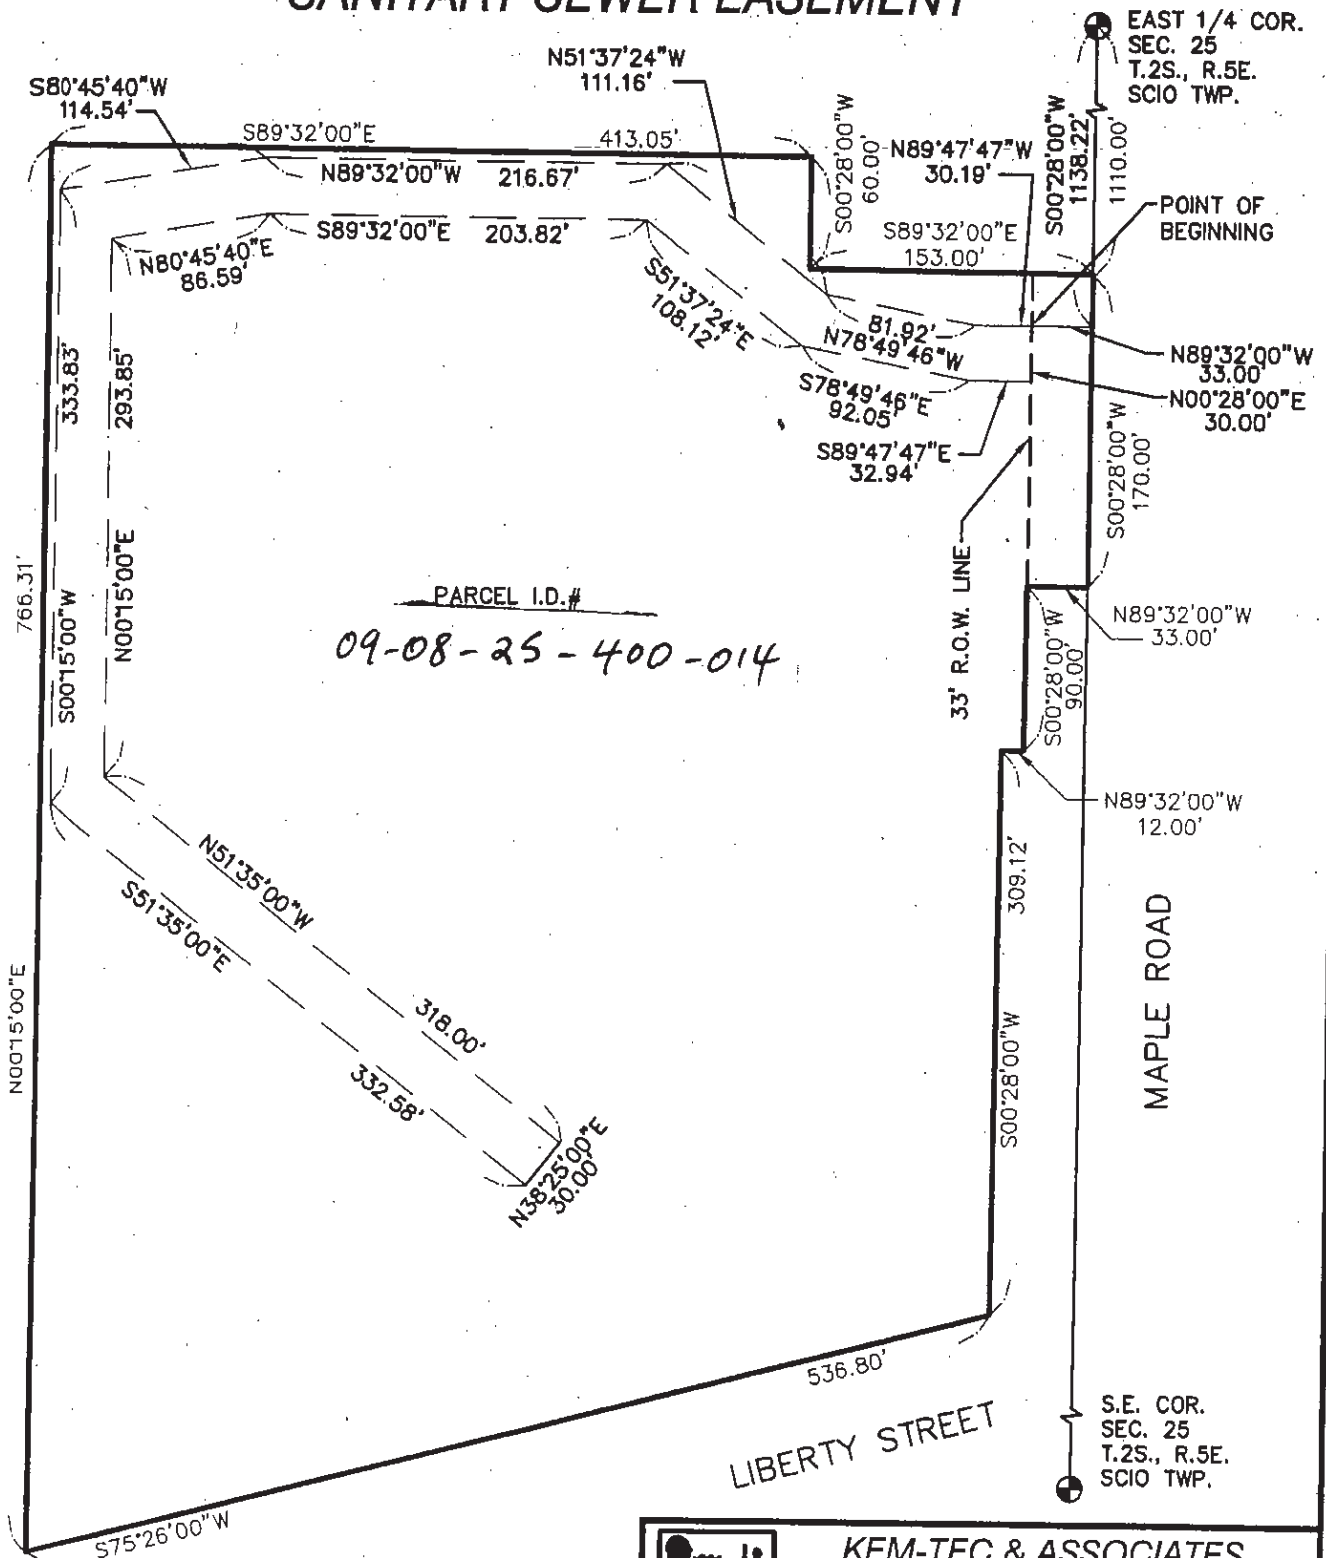 SANITARY SEWER EASEMENT
EAST 1/4 COR.
SEC. 25
T.2S., R.5E.
SCIO TWP.
N51°37'24"W
111.16'
S80°45'40"W
114.54'
S89°32'00"E
413.05'
S00°28'00"W
60.00'
N89°47'47"W
30.19'
S00°28'00"W
1138.22'
1110.00'
N89°32'00"W
216.67'
POINT OF
BEGINNING
S89°32'00"E
153.00'
S89°32'00"E
203.82'
N80°45'40"E
86.59'
S51°37'24"E
108.12'
81.92'
N78°49'46"W
N89°32'00"W
33.00'
N00°28'00"E
30.00'
S78°49'46"E
92.05'
S89°47'47"E
32.94'
333.83'
293.85'
S00°28'00"W
170.00'
766.31'
S00°15'00"W
N00°15'00"E
PARCEL I.D.#
09-08-25-400-014
33' R.O.W. LINE
N89°32'00"W
33.00'
S00°28'00"W
90.00'
N89°32'00"W
12.00'
309.12'
N51°35'00"W
S51°35'00"E
318.00'
332.58'
N00°15'00"E
S00°28'00"W
MAPLE ROAD
N38°25'00"E
30.00'
536.80'
LIBERTY STREET
S.E. COR.
SEC. 25
T.2S., R.5E.
SCIO TWP.
S75°26'00"W
KEM-TEC & ASSOCIATES